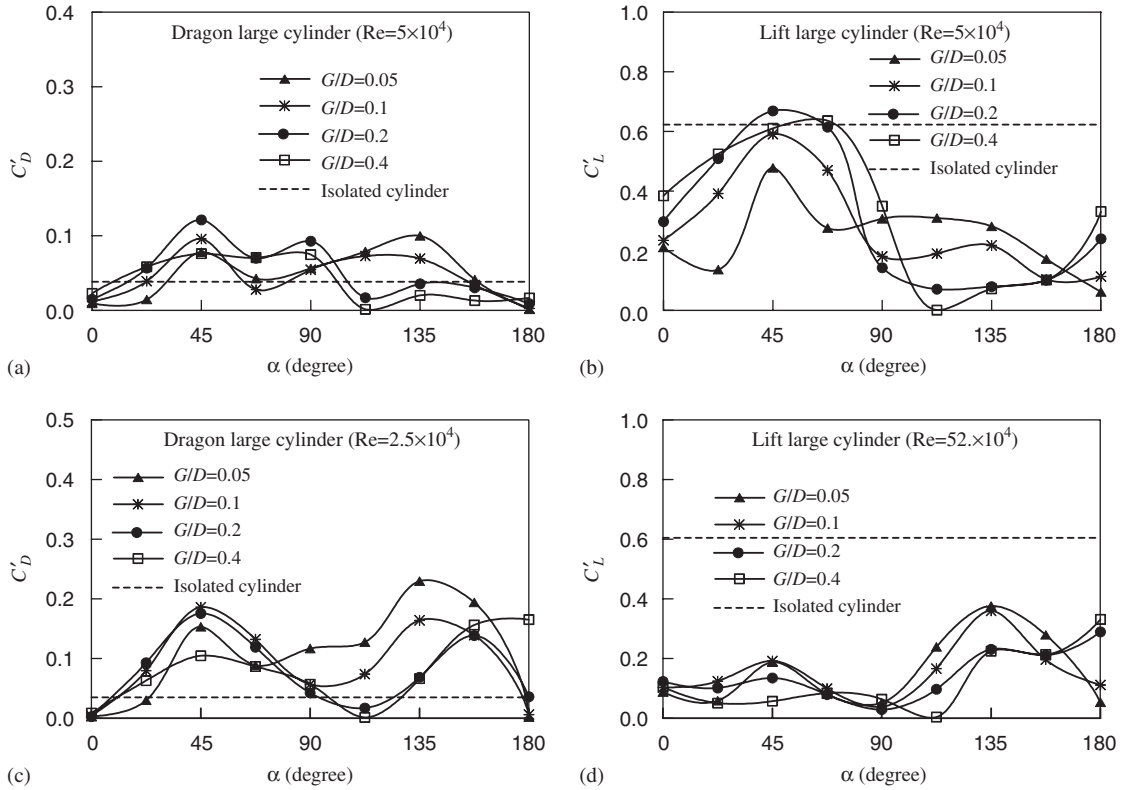 Dragon large cylinder (Re=5×10⁴)
G/D=0.05
G/D=0.1
G/D=0.2
G/D=0.4
Isolated cylinder
C′D
0.4
0.3
0.2
0.1
0.0
0 45 90 135 180
α (degree)
(a)
Lift large cylinder (Re=5×10⁴)
G/D=0.05
G/D=0.1
G/D=0.2
G/D=0.4
Isolated cylinder
C′L
1.0
0.8
0.6
0.4
0.2
0.0
0 45 90 135 180
α (degree)
(b)
Dragon large cylinder (Re=2.5×10⁴)
G/D=0.05
G/D=0.1
G/D=0.2
G/D=0.4
Isolated cylinder
C′D
0.5
0.4
0.3
0.2
0.1
0.0
0 45 90 135 180
α (degree)
(c)
Lift large cylinder (Re=52.×10⁴)
G/D=0.05
G/D=0.1
G/D=0.2
G/D=0.4
Isolated cylinder
C′L
1.0
0.8
0.6
0.4
0.2
0.0
0 45 90 135 180
α (degree)
(d)